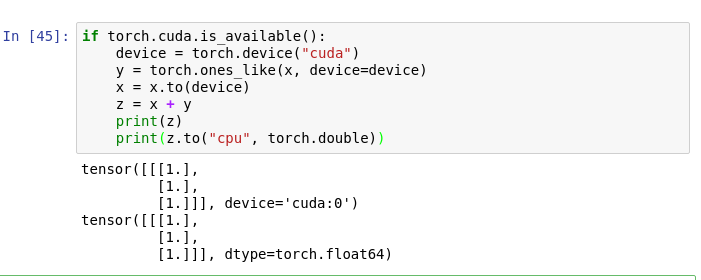 In [45]: if torch.cuda.is_available():
    device = torch.device("cuda")
    y = torch.ones_like(x, device=device)
    x = x.to(device)
    z = x + y
    print(z)
    print(z.to("cpu", torch.double))
tensor([[[1.],
         [1.],
         [1.]]], device='cuda:0')
tensor([[[1.],
         [1.],
         [1.]]], dtype=torch.float64)